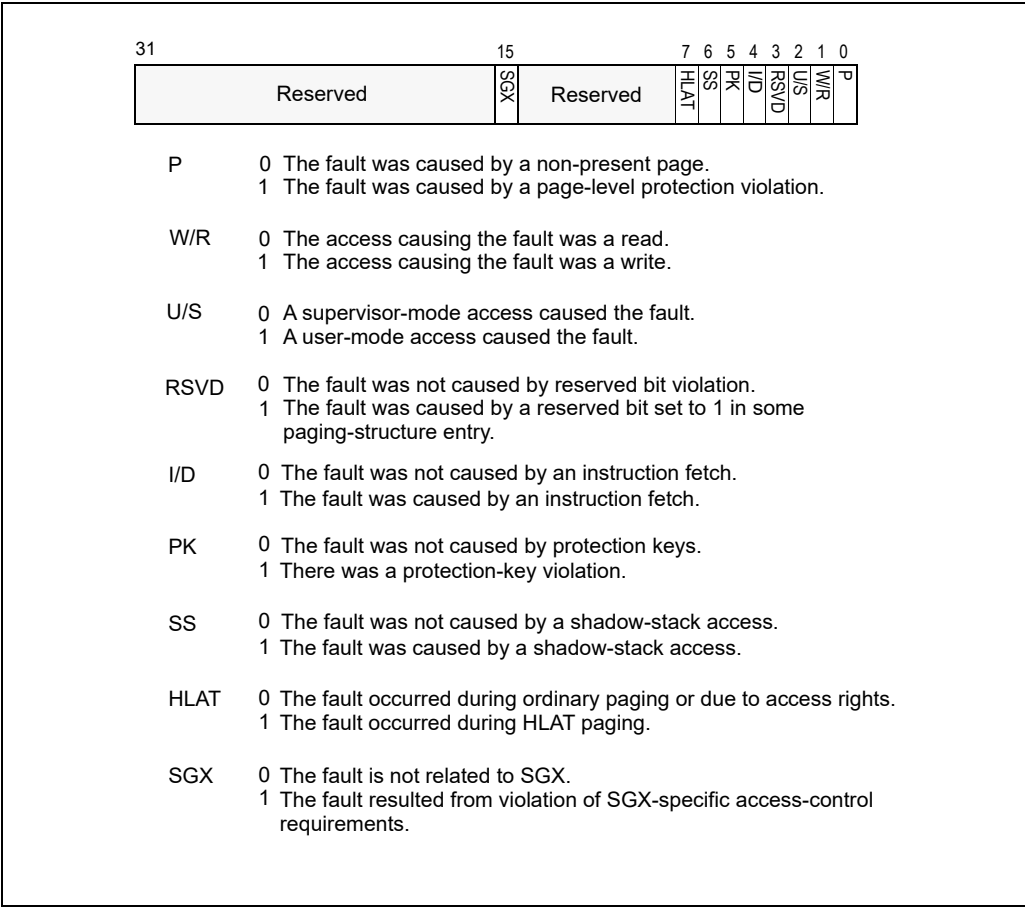 31 15 7 6 5 4 3 2 1 0
Reserved SGX Reserved HLAT SS PK I/D RSVD U/S W/R P
P 0 The fault was caused by a non-present page.
1 The fault was caused by a page-level protection violation.
W/R 0 The access causing the fault was a read.
1 The access causing the fault was a write.
U/S 0 A supervisor-mode access caused the fault.
1 A user-mode access caused the fault.
RSVD 0 The fault was not caused by reserved bit violation.
1 The fault was caused by a reserved bit set to 1 in some
paging-structure entry.
I/D 0 The fault was not caused by an instruction fetch.
1 The fault was caused by an instruction fetch.
PK 0 The fault was not caused by protection keys.
1 There was a protection-key violation.
SS 0 The fault was not caused by a shadow-stack access.
1 The fault was caused by a shadow-stack access.
HLAT 0 The fault occurred during ordinary paging or due to access rights.
1 The fault occurred during HLAT paging.
SGX 0 The fault is not related to SGX.
1 The fault resulted from violation of SGX-specific access-control
requirements.